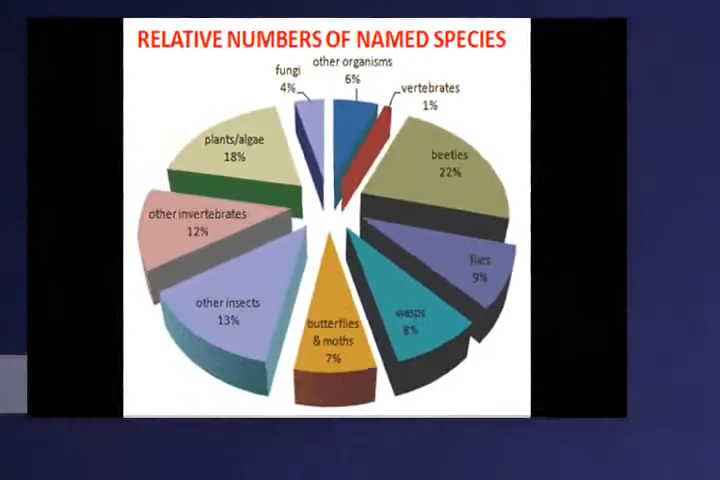 RELATIVE NUMBERS OF NAMED SPECIES
other organisms
6%
fungi
4%
vertebrates
1%
plants/algae
18%
beetles
22%
other invertebrates
12%
flies
9%
other insects
13%
wasps
8%
butterflies
& moths
7%